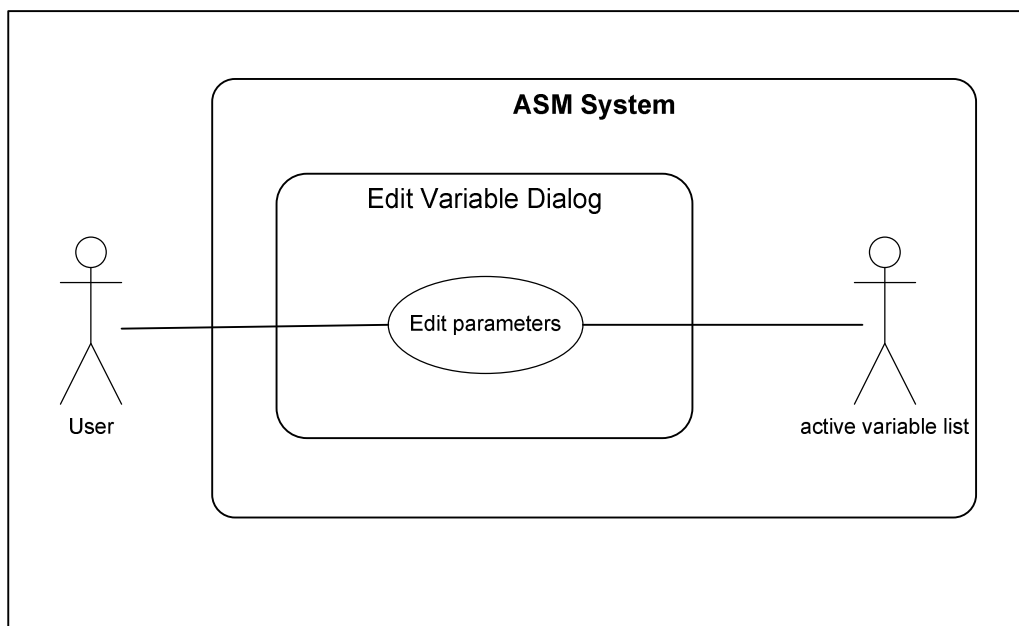 ASM System
Edit Variable Dialog
Edit parameters
User
active variable list